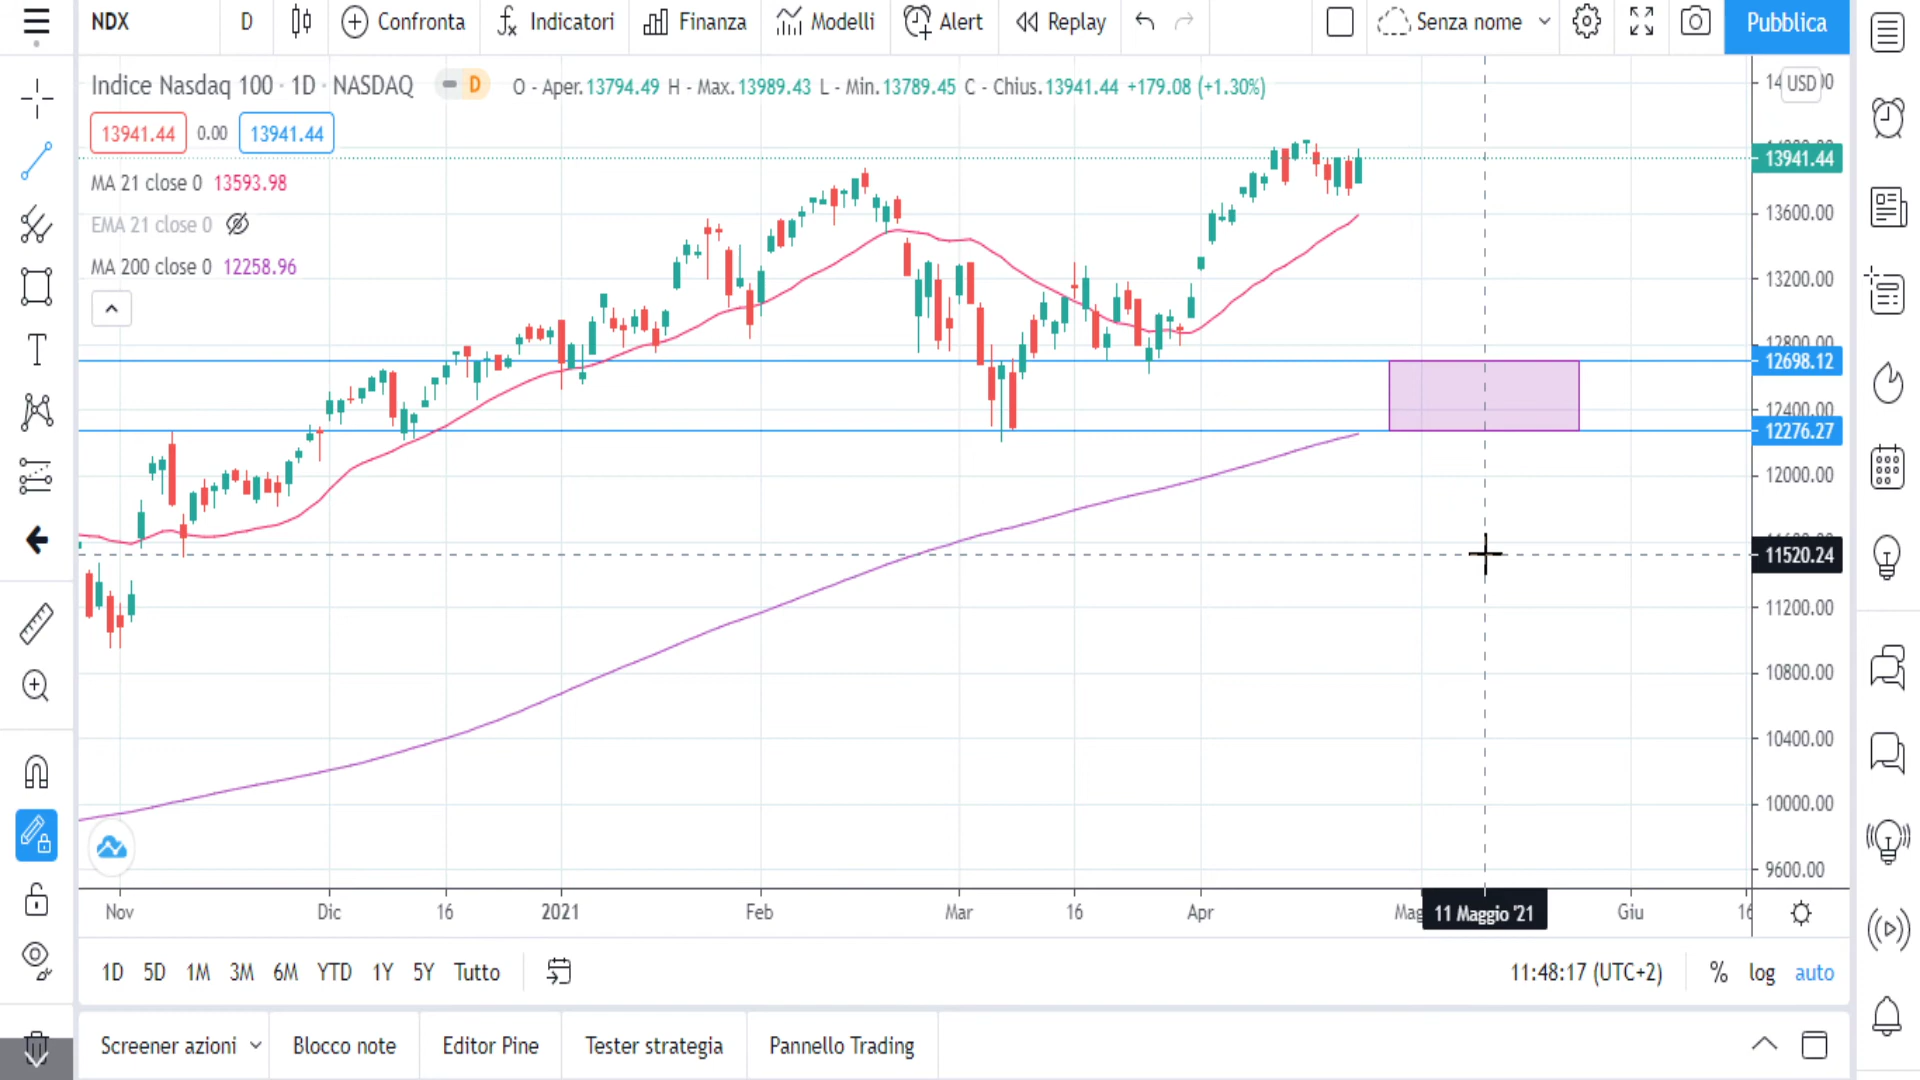 NDX D Confronta Indicatori Finanza Modelli Alert Replay Senza nome Pubblica
Indice Nasdaq 100 · 1D · NASDAQ D O - Aper.13794.49 H - Max.13989.43 L - Min.13789.45 C - Chius.13941.44 +179.08 (+1.30%)
USD
13941.44 0.00 13941.44
13941.44
MA 21 close 0 13593.98
13600.00
EMA 21 close 0
MA 200 close 0 12258.96
13200.00
12800.00
12698.12
12400.00
12276.27
12000.00
11520.24
11200.00
10800.00
10400.00
10000.00
9600.00
Nov Dic 16 2021 Feb Mar 16 Apr Mag 11 Maggio '21 Giu 16
1D 5D 1M 3M 6M YTD 1Y 5Y Tutto 11:48:17 (UTC+2) % log auto
Screener azioni Blocco note Editor Pine Tester strategia Pannello Trading